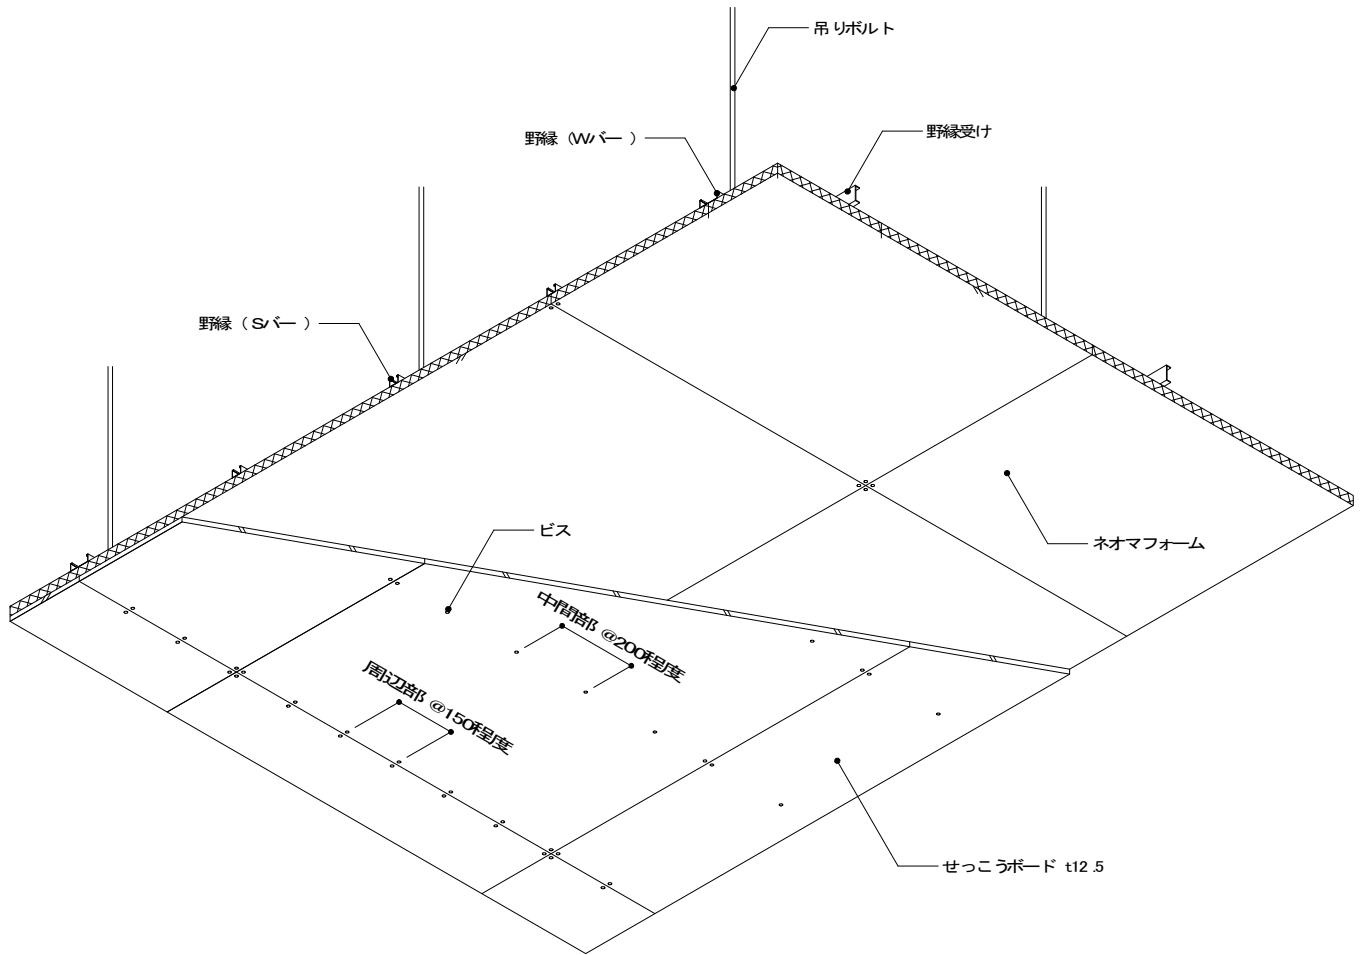 吊りボルト
野縁（Wバー ）
野縁受け
野縁（Sバー ）
ビス
ネオマフォーム
中間部 @200程度
周辺部 @150程度
せっこうボード t12.5